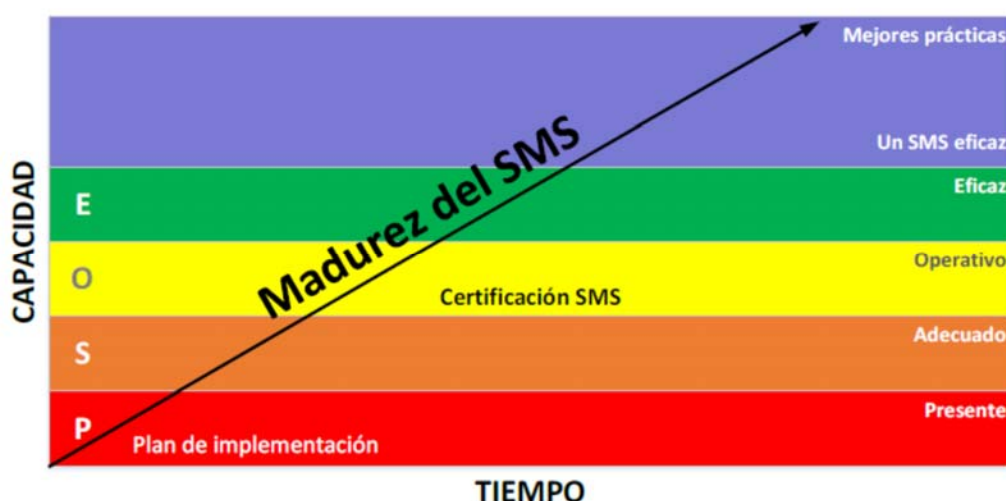 Mejores prácticas
Un SMS eficaz
Madurez del SMS
E
Eficaz
O
Operativo
Certificación SMS
S
Adecuado
P
Presente
Plan de implementación
CAPACIDAD
TIEMPO